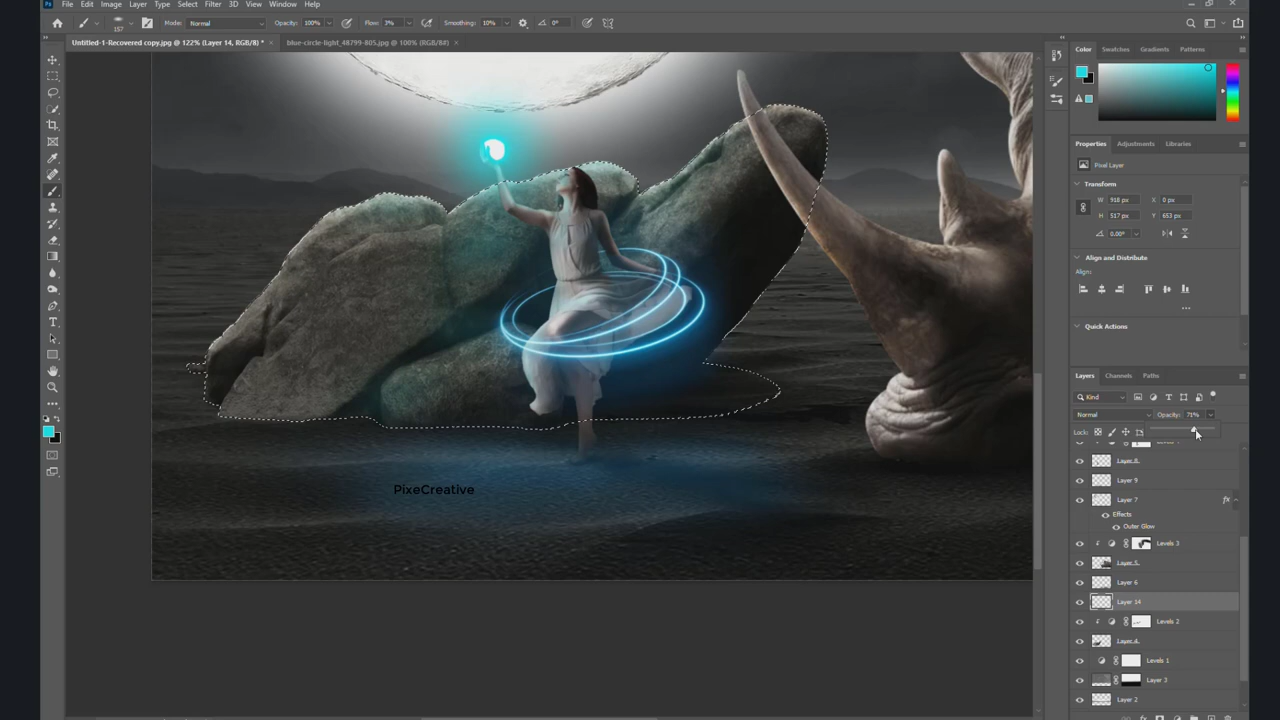 File Edit Image Layer Type Select Filter 3D View Window Help
157 Mode: Normal Opacity: 100% Flow: 3% Smoothing: 10% 0°
Untitled-1-Recovered copy.jpg @ 122% (Layer 14, RGB/8) * × blue-circle-light_48799-805.jpg @ 100% (RGB/8#) ×
Color Swatches Gradients Patterns
Properties Adjustments Libraries
Pixel Layer
Transform
W 918 px X 0 px
H 517 px Y 653 px
0.00°
Align and Distribute
Align:
Quick Actions
Layers Channels Paths
Kind
Normal Opacity: 71%
Lock:
Layer 8
Layer 9
Layer 7 fx
Effects
Outer Glow
Levels 3
Layer 5
Layer 6
Layer 14
Levels 2
Layer 4
Levels 1
Layer 3
Layer 2
PixeCreative